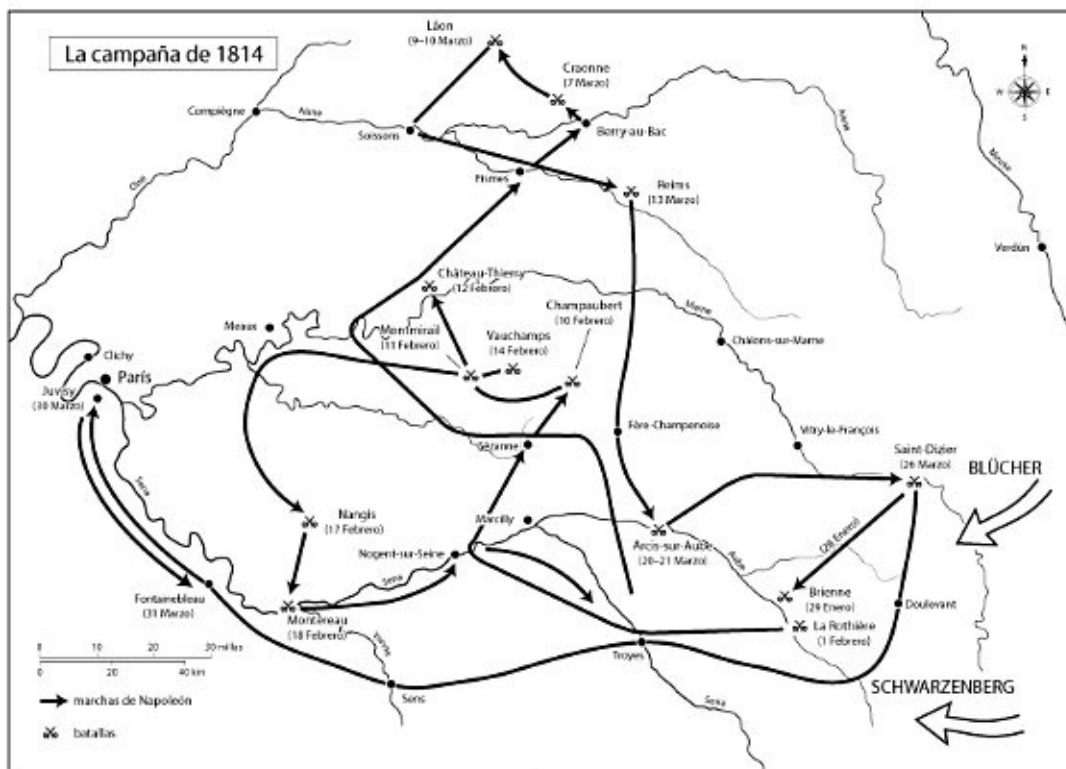 La campaña de 1814
Lâon
(9–10 Marzo)
Craonne
(7 Marzo)
N
W
E
S
Compiègne
Aisne
Soissons
Berry-au-Bac
Aisne
Meuse
Oise
Fismes
Reims
(13 Marzo)
Verdún
Château-Thierry
(12 Febrero)
Champaubert
(10 Febrero)
Marne
Meaux
Montmirail
(11 Febrero)
Vauchamps
(14 Febrero)
Châlons-sur-Marne
Clichy
París
Juvisy
(30 Marzo)
Fère-Champenoise
Vitry-le-François
Sézanne
Saint-Dizier
(26 Marzo)
BLÜCHER
Sena
Nangis
(17 Febrero)
Marcilly
Arcis-sur-Aube
(20–21 Marzo)
Aube
(28 Enero)
Nogent-sur-Seine
Sena
Fontainebleau
(31 Marzo)
Montereau
(18 Febrero)
Brienne
(29 Enero)
Doulevant
La Rothière
(1 Febrero)
Troyes
0 10 20 30 millas
0 20 40 km
Yonne
Sens
Sena
SCHWARZENBERG
marchas de Napoleón
batallas